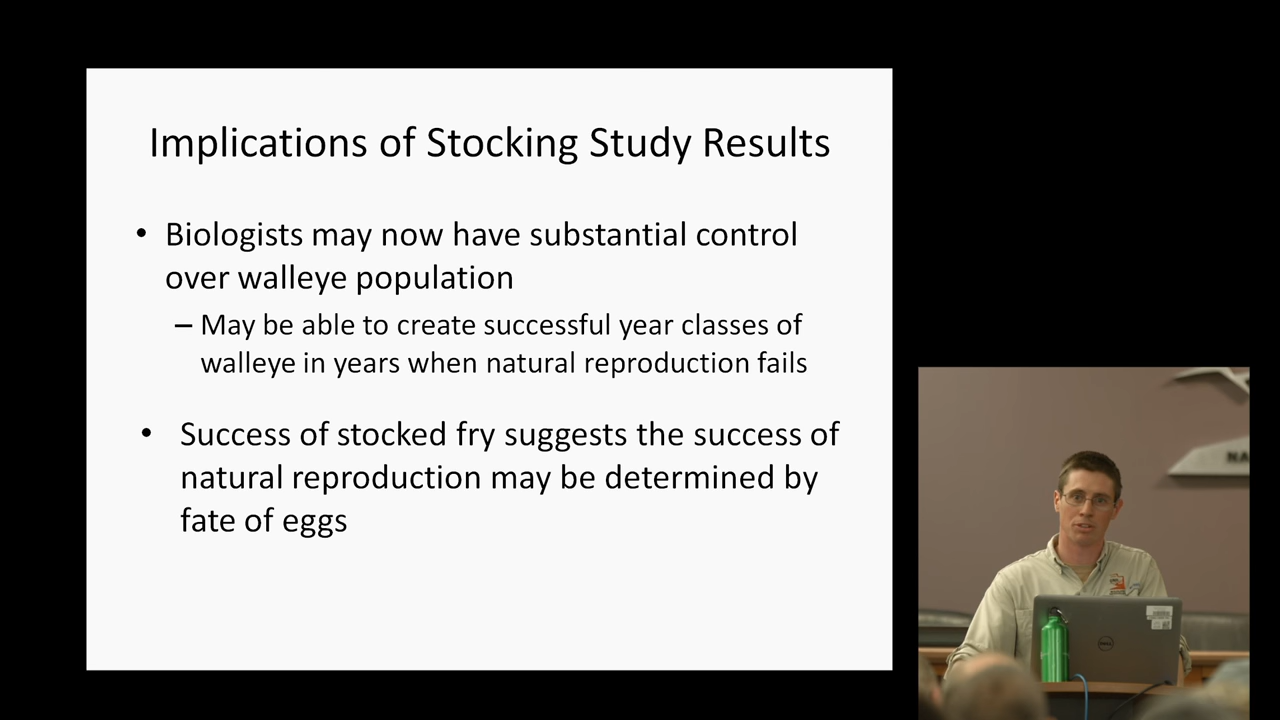 Implications of Stocking Study Results
• Biologists may now have substantial control
over walleye population
– May be able to create successful year classes of
walleye in years when natural reproduction fails
• Success of stocked fry suggests the success of
natural reproduction may be determined by
fate of eggs
NA
DELL